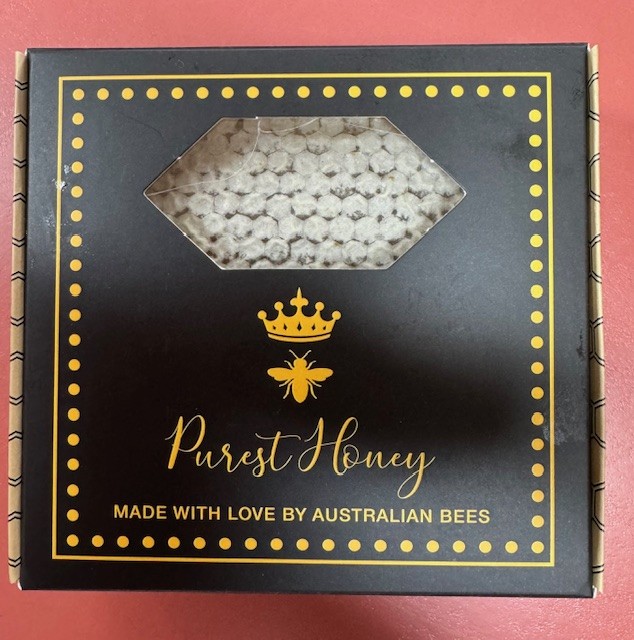 Purest Honey
MADE WITH LOVE BY AUSTRALIAN BEES